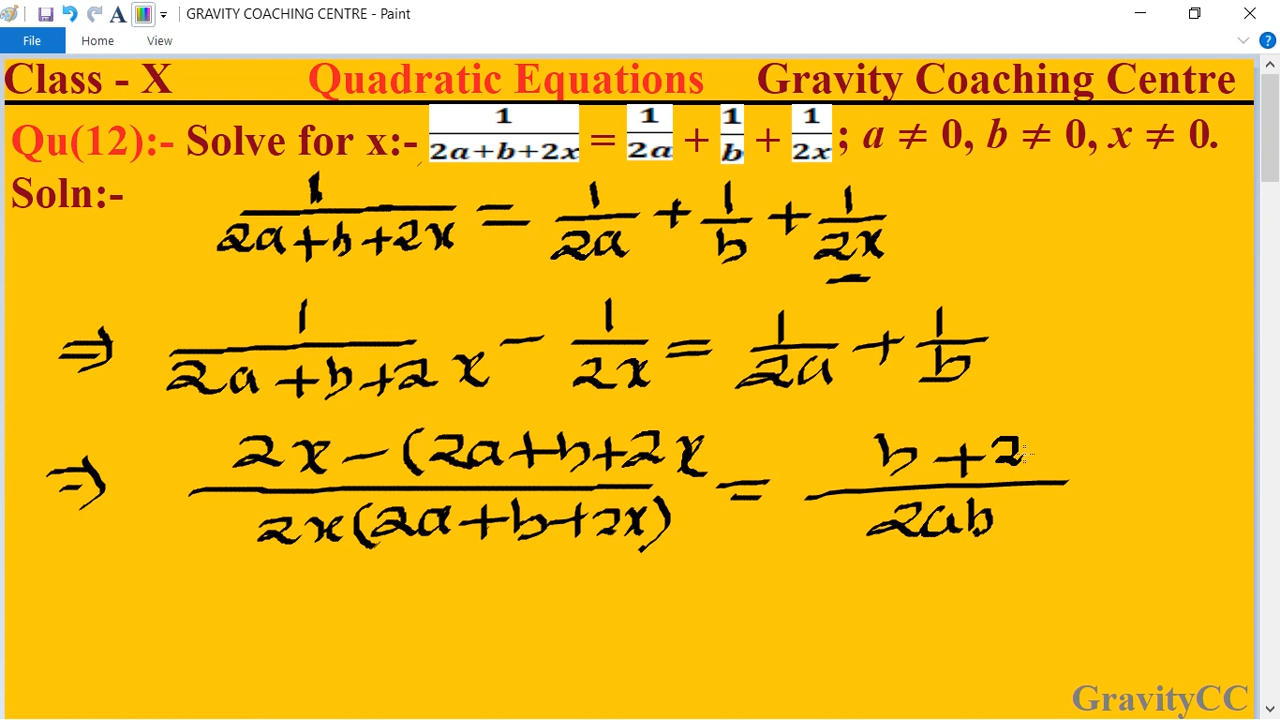 GRAVITY COACHING CENTRE - Paint
File Home View
Class - X Quadratic Equations Gravity Coaching Centre
Qu(12):- Solve for x:- 1/(2a+b+2x) = 1/2a + 1/b + 1/2x ; a ≠ 0, b ≠ 0, x ≠ 0.
Soln:-
1/(2a+b+2x) = 1/2a + 1/b + 1/2x
⇒ 1/(2a+b+2x) - 1/2x = 1/2a + 1/b
⇒ 2x-(2a+b+2x / 2x(2a+b+2x) = b+2 / 2ab
GravityCC